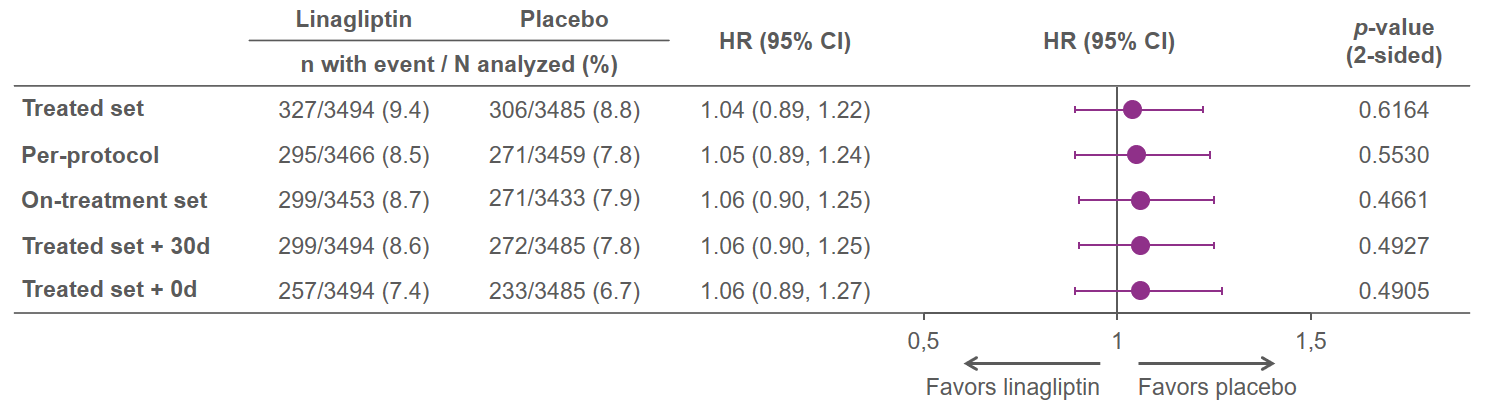 Linagliptin Placebo HR (95% CI) HR (95% CI) p-value (2-sided)
n with event / N analyzed (%)
Treated set 327/3494 (9.4) 306/3485 (8.8) 1.04 (0.89, 1.22) 0.6164
Per-protocol 295/3466 (8.5) 271/3459 (7.8) 1.05 (0.89, 1.24) 0.5530
On-treatment set 299/3453 (8.7) 271/3433 (7.9) 1.06 (0.90, 1.25) 0.4661
Treated set + 30d 299/3494 (8.6) 272/3485 (7.8) 1.06 (0.90, 1.25) 0.4927
Treated set + 0d 257/3494 (7.4) 233/3485 (6.7) 1.06 (0.89, 1.27) 0.4905
0,5 1 1,5
Favors linagliptin Favors placebo